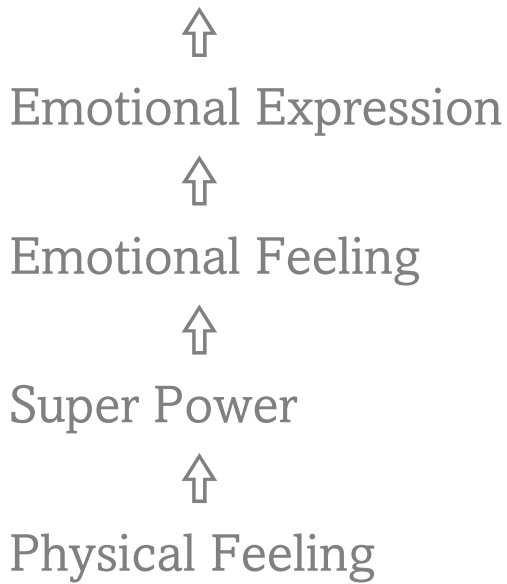 Emotional Expression
Emotional Feeling
Super Power
Physical Feeling